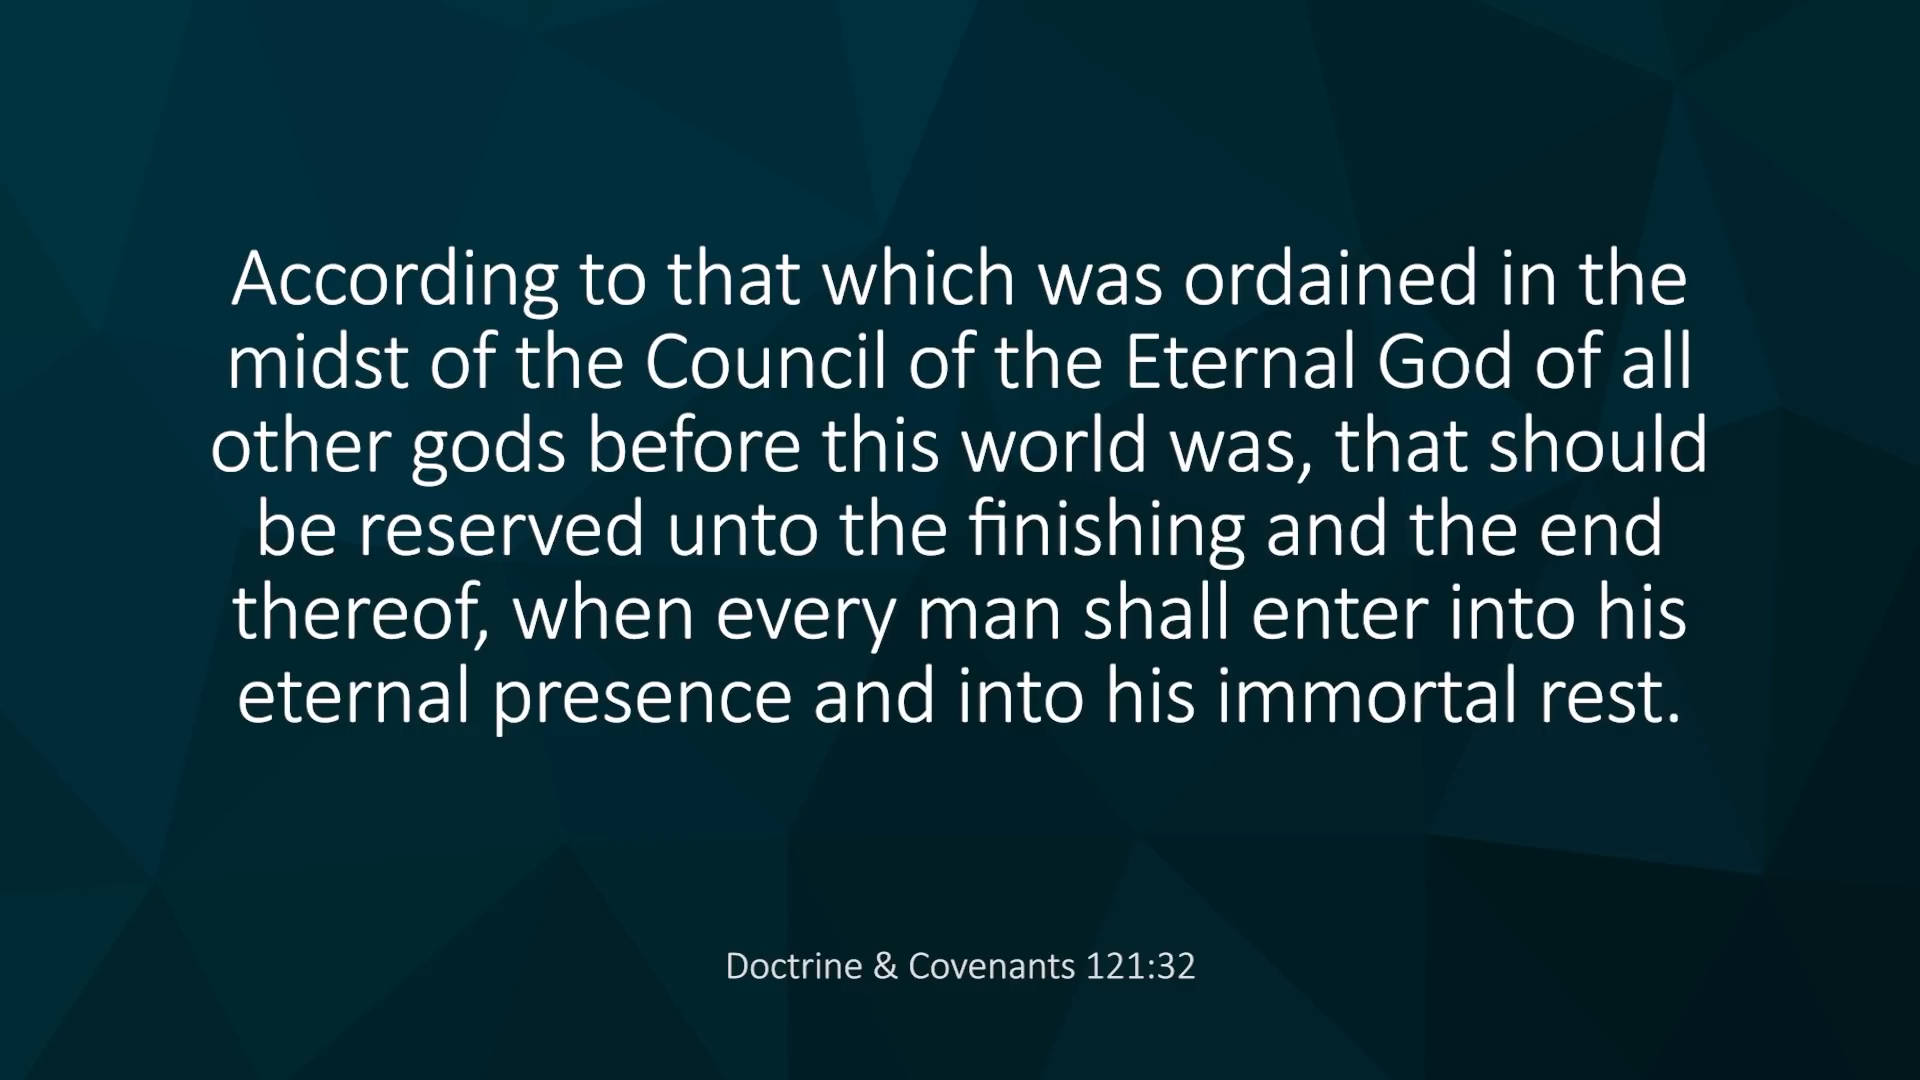 According to that which was ordained in the
midst of the Council of the Eternal God of all
other gods before this world was, that should
be reserved unto the finishing and the end
thereof, when every man shall enter into his
eternal presence and into his immortal rest.
Doctrine & Covenants 121:32